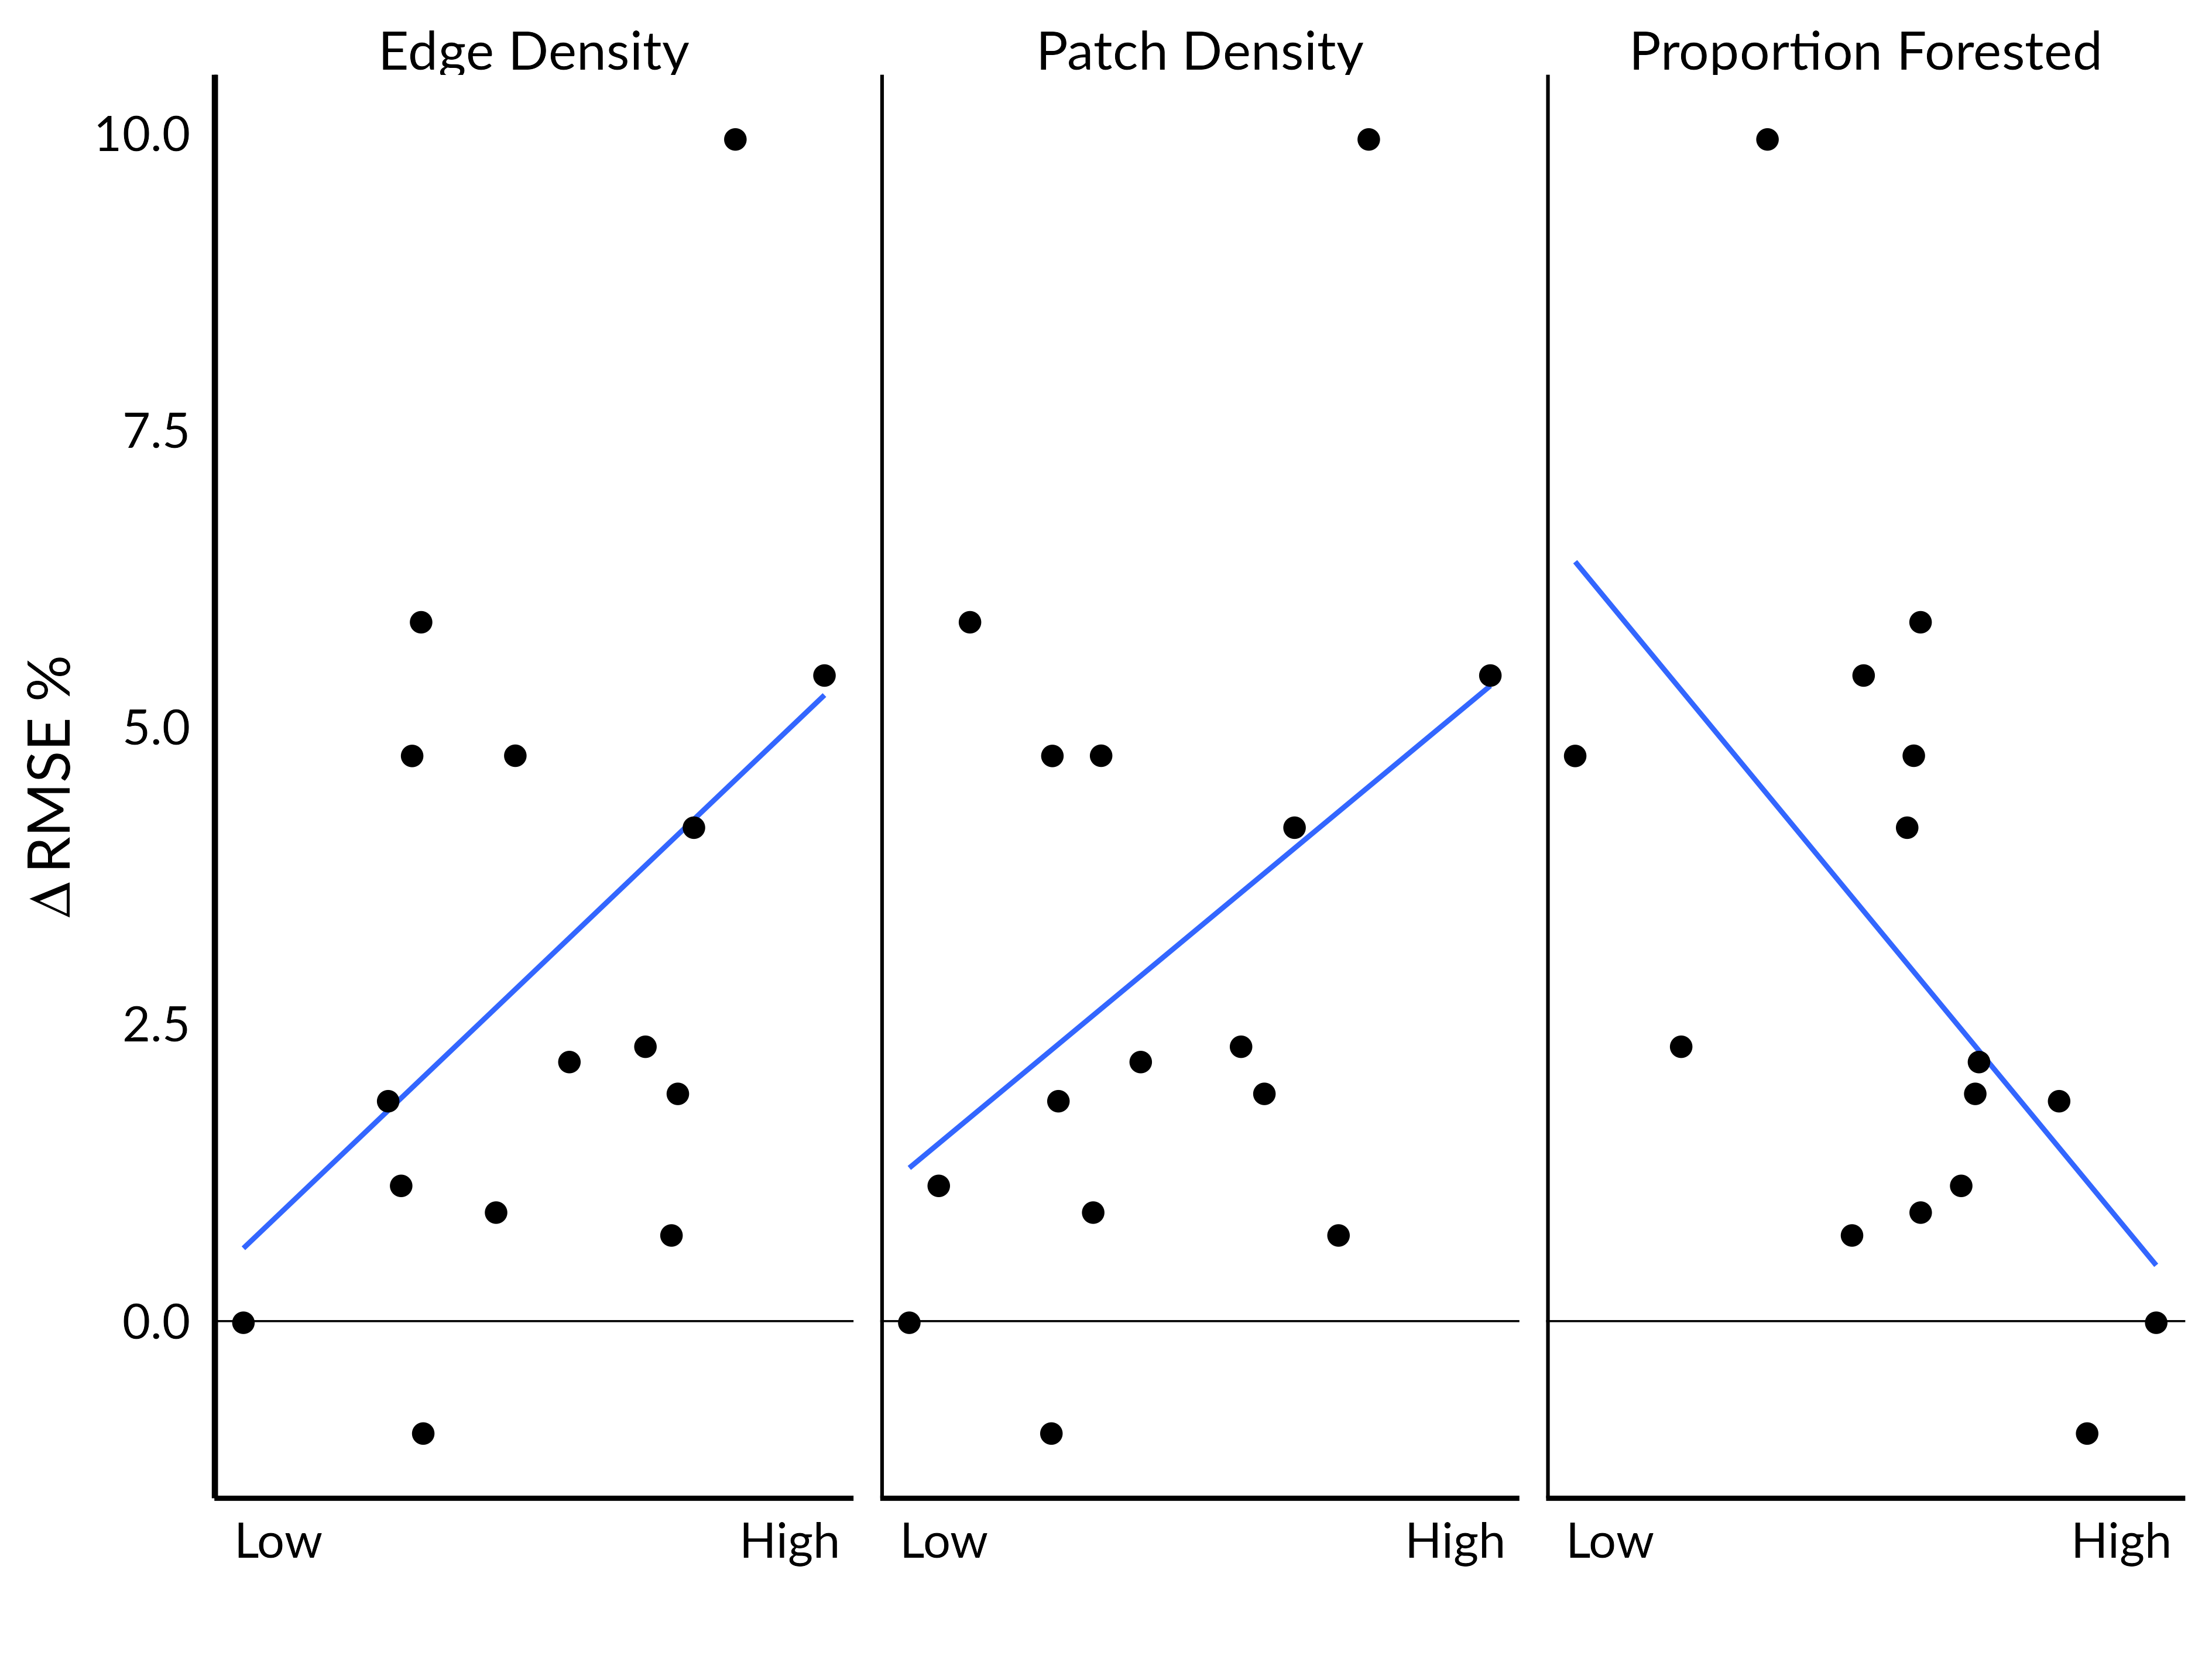 Edge Density
Patch Density
Proportion Forested
Δ RMSE %
10.0
7.5
5.0
2.5
0.0
Low
High
Low
High
Low
High